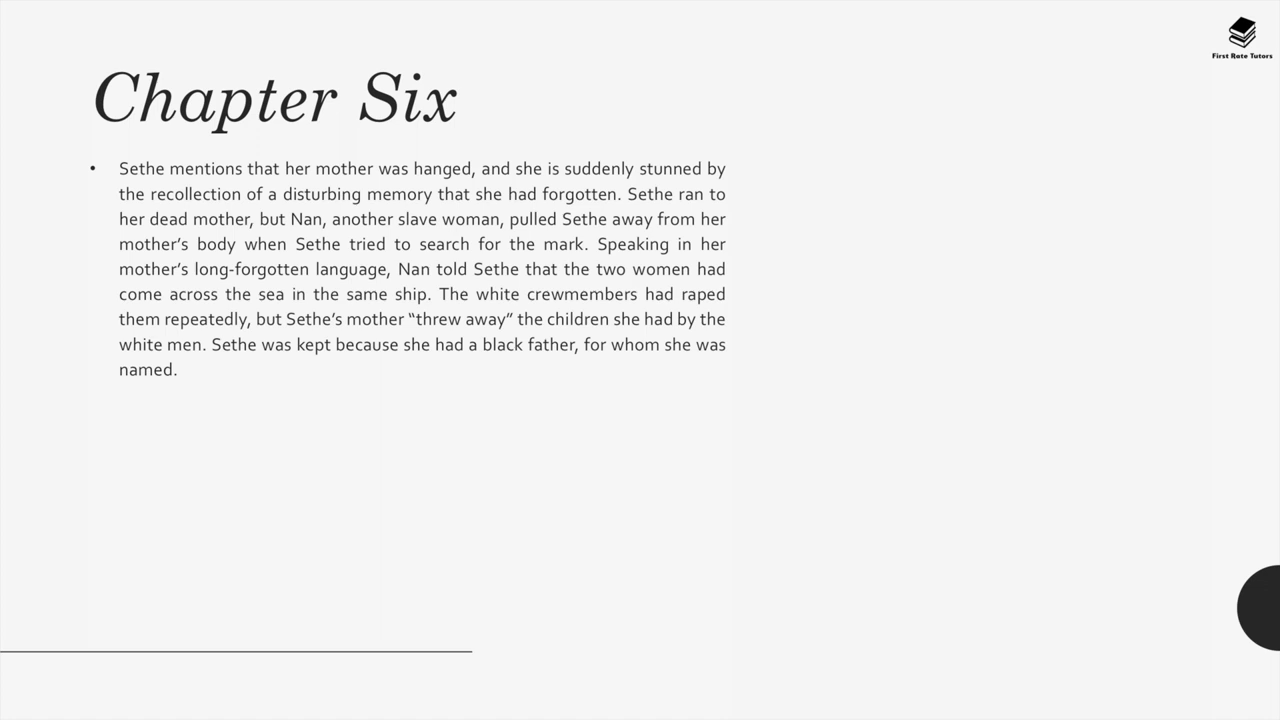 First Rate Tutors
Chapter Six
• Sethe mentions that her mother was hanged, and she is suddenly stunned by
the recollection of a disturbing memory that she had forgotten. Sethe ran to
her dead mother, but Nan, another slave woman, pulled Sethe away from her
mother’s body when Sethe tried to search for the mark. Speaking in her
mother’s long-forgotten language, Nan told Sethe that the two women had
come across the sea in the same ship. The white crewmembers had raped
them repeatedly, but Sethe’s mother “threw away” the children she had by the
white men. Sethe was kept because she had a black father, for whom she was
named.